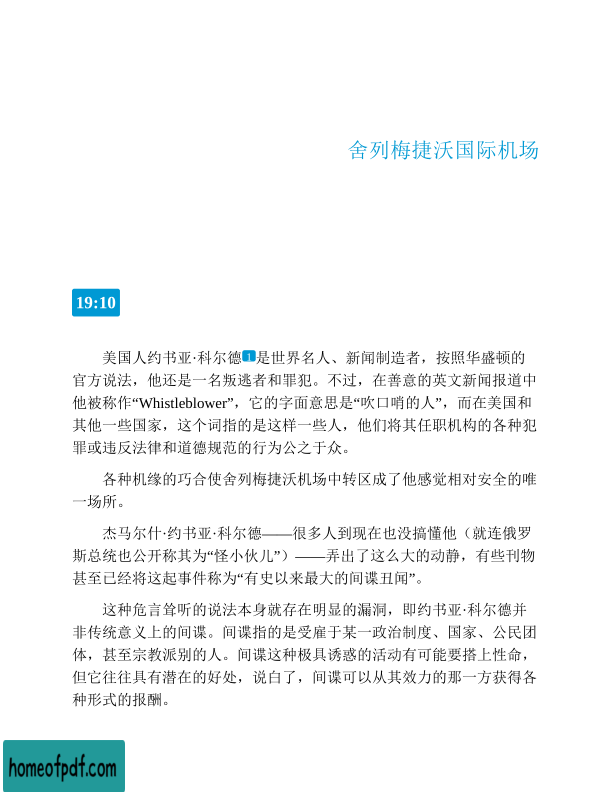 舍列梅捷沃国际机场
19:10
美国人约书亚·科尔德1是世界名人、新闻制造者，按照华盛顿的
官方说法，他还是一名叛逃者和罪犯。不过，在善意的英文新闻报道中
他被称作“Whistleblower”，它的字面意思是“吹口哨的人”，而在美国和
其他一些国家，这个词指的是这样一些人，他们将其任职机构的各种犯
罪或违反法律和道德规范的行为公之于众。
各种机缘的巧合使舍列梅捷沃机场中转区成了他感觉相对安全的唯
一场所。
杰马尔什·约书亚·科尔德——很多人到现在也没搞懂他（就连俄罗
斯总统也公开称其为“怪小伙儿”）——弄出了这么大的动静，有些刊物
甚至已经将这起事件称为“有史以来最大的间谍丑闻”。
这种危言耸听的说法本身就存在明显的漏洞，即约书亚·科尔德并
非传统意义上的间谍。间谍指的是受雇于某一政治制度、国家、公民团
体，甚至宗教派别的人。间谍这种极具诱惑的活动有可能要搭上性命，
但它往往具有潜在的好处，说白了，间谍可以从其效力的那一方获得各
种形式的报酬。
homeofpdf.com